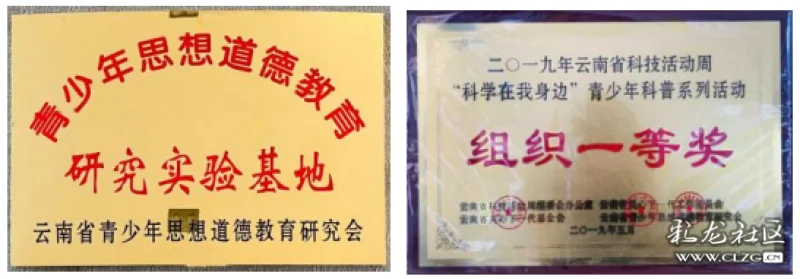 青少年思想道德教育
研究实验基地
云南省青少年思想道德教育研究会
二〇一九年云南省科技活动周
“科学在我身边”青少年科普系列活动
组织一等奖
二〇一九年五月
彩龙社区
WWW.CLZG.CN